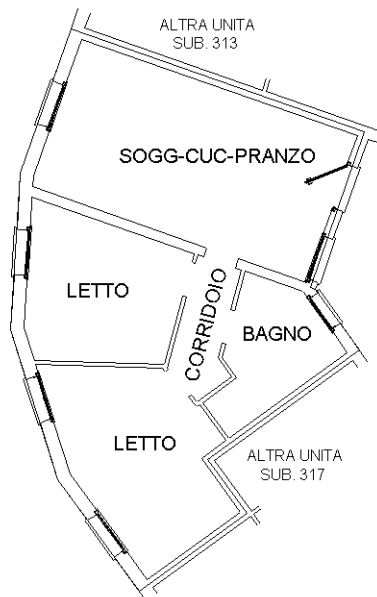 ALTRA UNITA
SUB. 313
SOGG-CUC-PRANZO
LETTO
CORRIDOIO
BAGNO
LETTO
ALTRA UNITA
SUB. 317